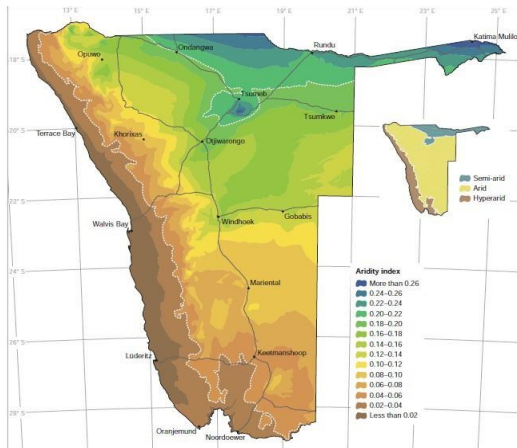 13° E
15° E
17° E
19° E
21° E
23° E
25° E
Katima Mulilo
Ondangwa
Rundu
Opuwo
18° S
Tsumeb
Tsumkwe
20° S
Terrace Bay
Khorixas
Otjiwarongo
Semi-arid
Arid
Hyperarid
22° S
Walvis Bay
Windhoek
Gobabis
24° S
Mariental
Aridity index
More than 0.26
0.24–0.26
0.22–0.24
0.20–0.22
0.18–0.20
0.16–0.18
0.14–0.16
0.12–0.14
0.10–0.12
0.08–0.10
0.06–0.08
0.04–0.06
0.02–0.04
Less than 0.02
26° S
Lüderitz
Keetmanshoop
28° S
Oranjemund
Noordoewer